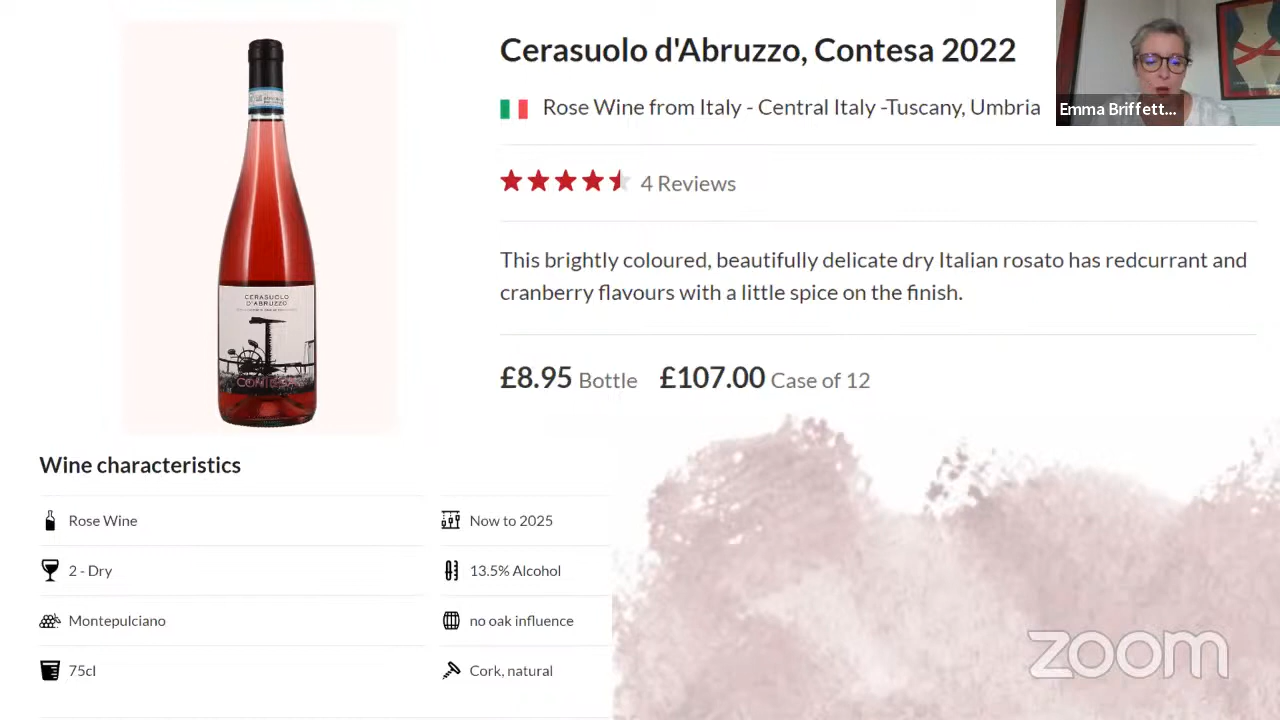 Cerasuolo d'Abruzzo, Contesa 2022
Rose Wine from Italy - Central Italy -Tuscany, Umbria
Emma Briffett...
4 Reviews
This brightly coloured, beautifully delicate dry Italian rosato has redcurrant and
cranberry flavours with a little spice on the finish.
£8.95 Bottle £107.00 Case of 12
CERASUOLO
D'ABRUZZO
CONTESA
Wine characteristics
Rose Wine
Now to 2025
2 - Dry
13.5% Alcohol
Montepulciano
no oak influence
75cl
Cork, natural
zoom